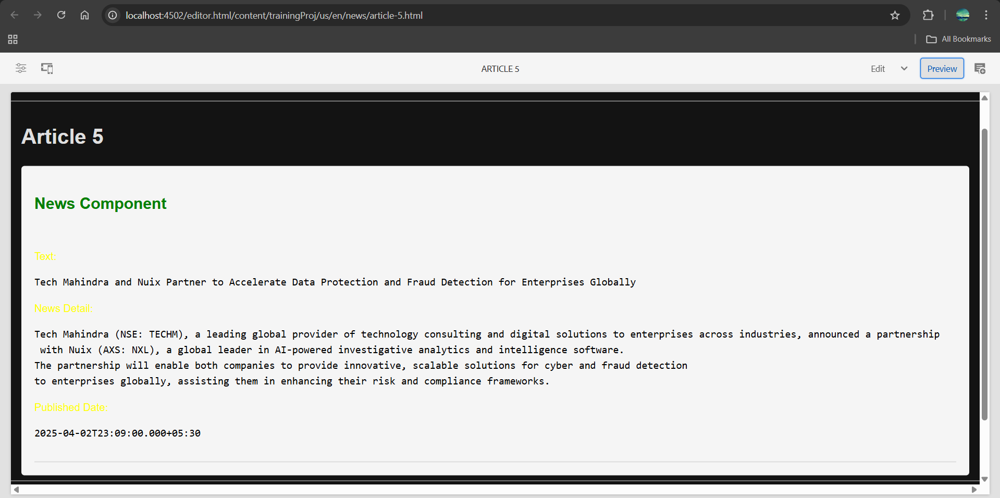 localhost:4502/editor.html/content/trainingProj/us/en/news/article-5.html
All Bookmarks
ARTICLE 5
Edit
Preview
Article 5
News Component
Text:
Tech Mahindra and Nuix Partner to Accelerate Data Protection and Fraud Detection for Enterprises Globally
News Detail:
Tech Mahindra (NSE: TECHM), a leading global provider of technology consulting and digital solutions to enterprises across industries, announced a partnership
with Nuix (AXS: NXL), a global leader in AI-powered investigative analytics and intelligence software.
The partnership will enable both companies to provide innovative, scalable solutions for cyber and fraud detection
to enterprises globally, assisting them in enhancing their risk and compliance frameworks.
Published Date:
2025-04-02T23:09:00.000+05:30